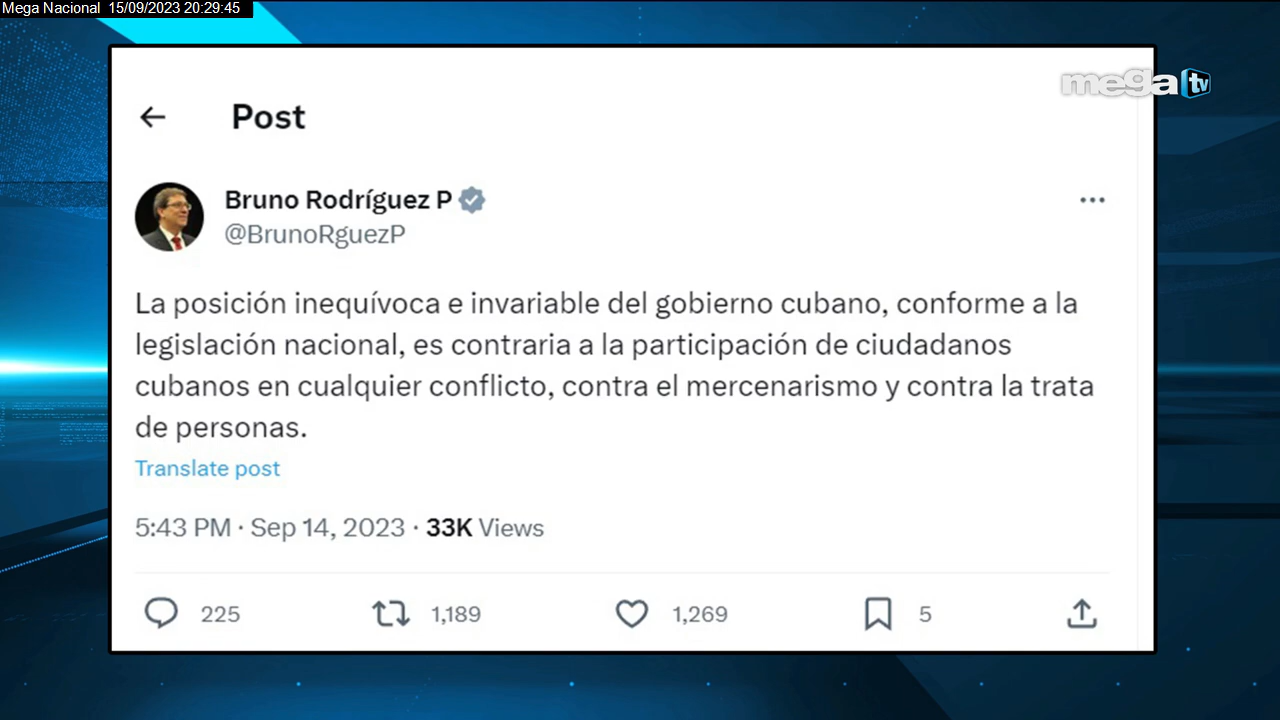 Mega Nacional 15/09/2023 20:29:45
mega tv
Post
Bruno Rodríguez P
@BrunoRguezP
La posición inequívoca e invariable del gobierno cubano, conforme a la
legislación nacional, es contraria a la participación de ciudadanos
cubanos en cualquier conflicto, contra el mercenarismo y contra la trata
de personas.
Translate post
5:43 PM · Sep 14, 2023 · 33K Views
225 1,189 1,269 5